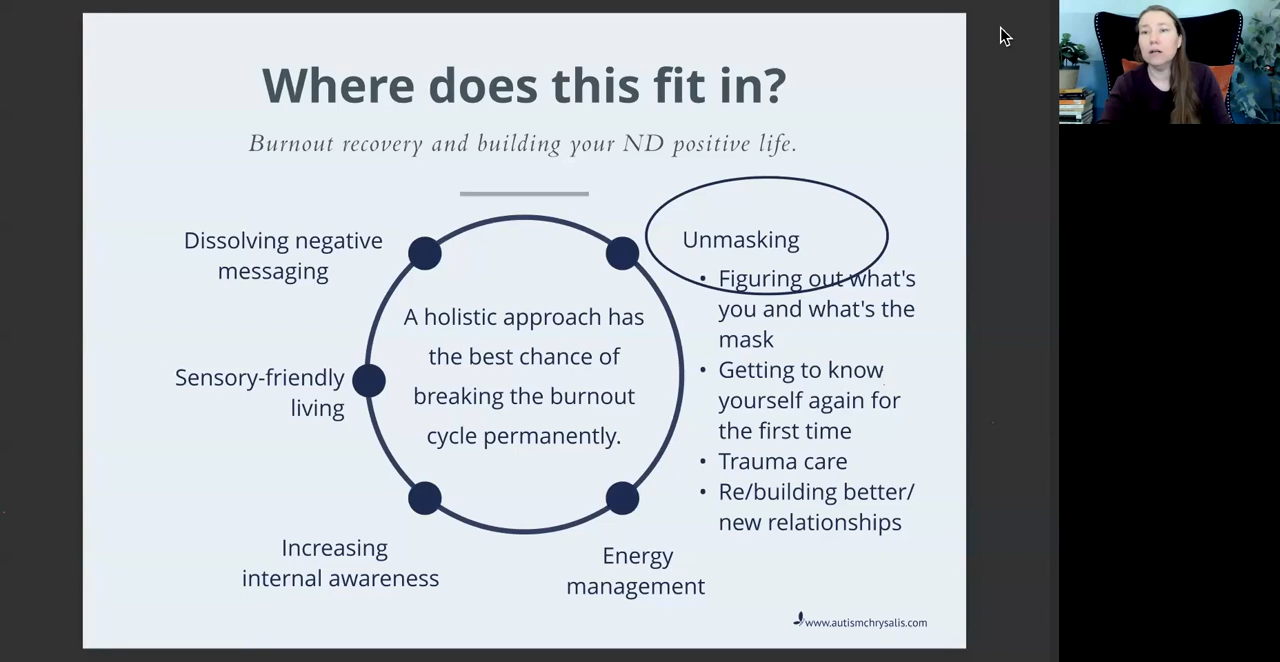 Where does this fit in?
Burnout recovery and building your ND positive life.
Dissolving negative
messaging
Sensory-friendly
living
Increasing
internal awareness
A holistic approach has
the best chance of
breaking the burnout
cycle permanently.
Energy
management
Unmasking
• Figuring out what's
you and what's the
mask
• Getting to know
yourself again for
the first time
• Trauma care
• Re/building better/
new relationships
www.autismchrysalis.com